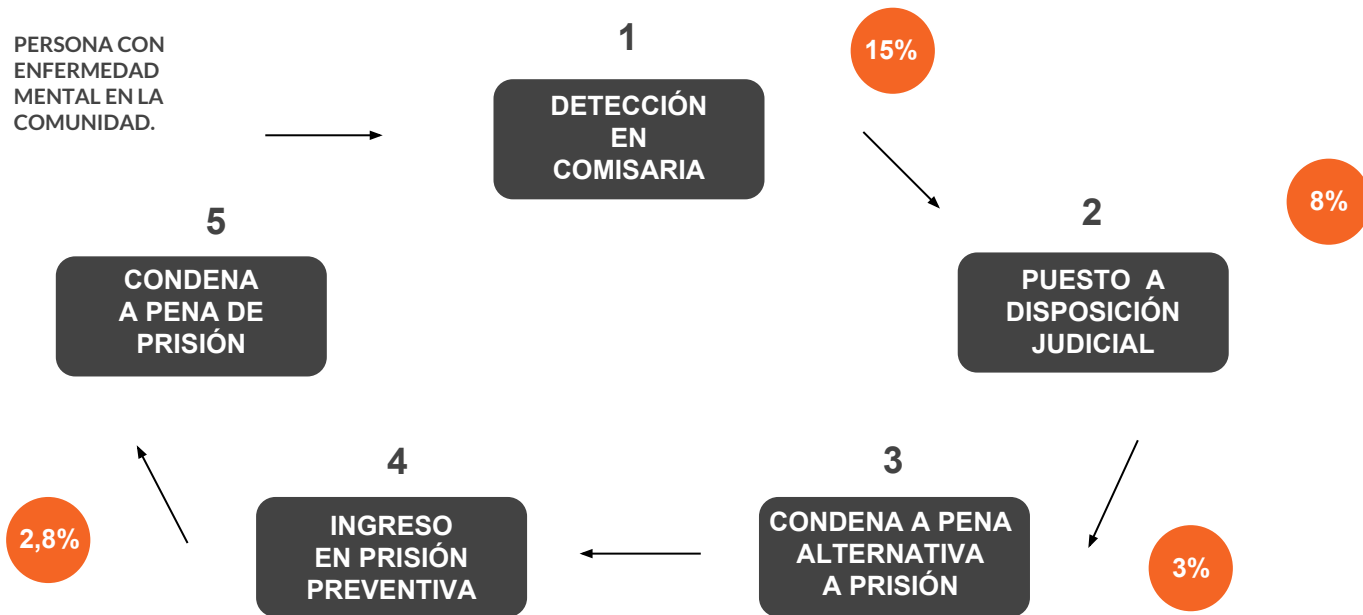 PERSONA CON
ENFERMEDAD
MENTAL EN LA
COMUNIDAD.
1
15%
DETECCIÓN
EN
COMISARIA
2
8%
PUESTO A
DISPOSICIÓN
JUDICIAL
3
CONDENA A PENA
ALTERNATIVA
A PRISIÓN
3%
4
INGRESO
EN PRISIÓN
PREVENTIVA
2,8%
5
CONDENA
A PENA DE
PRISIÓN